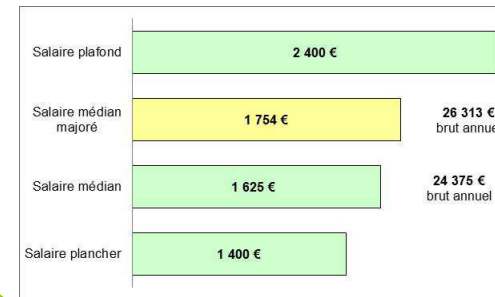 Salaire plafond
2 400 €
Salaire médian
majoré
1 754 €
26 313 €
brut annue
Salaire médian
1 625 €
24 375 €
brut annuel
Salaire plancher
1 400 €